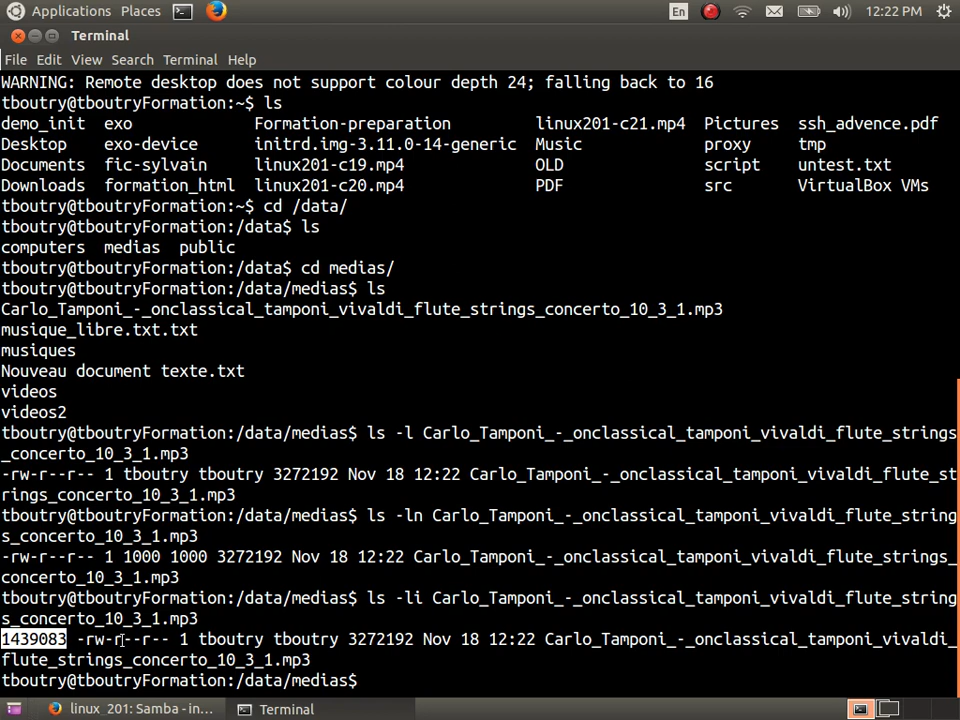 Applications Places En 12:22 PM
Terminal
File Edit View Search Terminal Help
WARNING: Remote desktop does not support colour depth 24; falling back to 16
tboutry@tboutryFormation:~$ ls
demo_init exo Formation-preparation linux201-c21.mp4 Pictures ssh_advence.pdf
Desktop exo-device initrd.img-3.11.0-14-generic Music proxy tmp
Documents fic-sylvain linux201-c19.mp4 OLD script untest.txt
Downloads formation_html linux201-c20.mp4 PDF src VirtualBox VMs
tboutry@tboutryFormation:~$ cd /data/
tboutry@tboutryFormation:/data$ ls
computers medias public
tboutry@tboutryFormation:/data$ cd medias/
tboutry@tboutryFormation:/data/medias$ ls
Carlo_Tamponi_-_onclassical_tamponi_vivaldi_flute_strings_concerto_10_3_1.mp3
musique_libre.txt.txt
musiques
Nouveau document texte.txt
videos
videos2
tboutry@tboutryFormation:/data/medias$ ls -l Carlo_Tamponi_-_onclassical_tamponi_vivaldi_flute_strings
_concerto_10_3_1.mp3
-rw-r--r-- 1 tboutry tboutry 3272192 Nov 18 12:22 Carlo_Tamponi_-_onclassical_tamponi_vivaldi_flute_st
rings_concerto_10_3_1.mp3
tboutry@tboutryFormation:/data/medias$ ls -ln Carlo_Tamponi_-_onclassical_tamponi_vivaldi_flute_string
s_concerto_10_3_1.mp3
-rw-r--r-- 1 1000 1000 3272192 Nov 18 12:22 Carlo_Tamponi_-_onclassical_tamponi_vivaldi_flute_strings_
concerto_10_3_1.mp3
tboutry@tboutryFormation:/data/medias$ ls -li Carlo_Tamponi_-_onclassical_tamponi_vivaldi_flute_string
s_concerto_10_3_1.mp3
1439083 -rw-r--r-- 1 tboutry tboutry 3272192 Nov 18 12:22 Carlo_Tamponi_-_onclassical_tamponi_vivaldi_
flute_strings_concerto_10_3_1.mp3
tboutry@tboutryFormation:/data/medias$
linux_201: Samba - in... Terminal